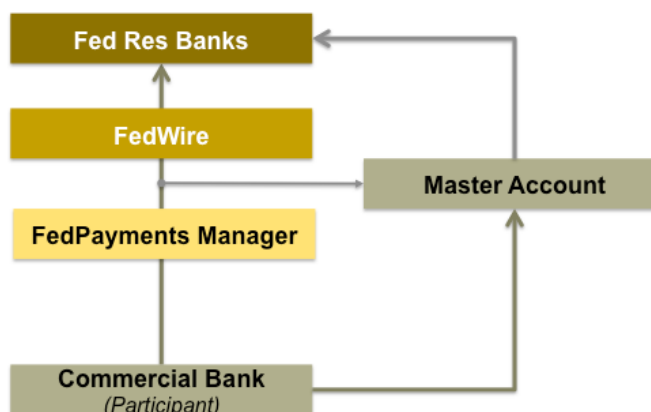 Fed Res Banks
FedWire
Master Account
FedPayments Manager
Commercial Bank
(Participant)